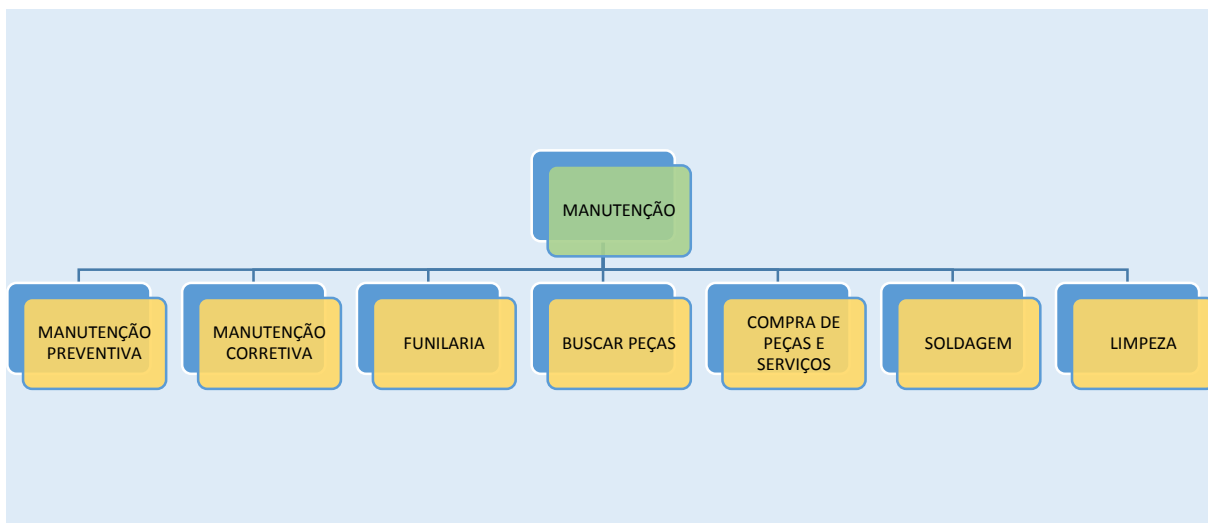 MANUTENÇÃO
MANUTENÇÃO
PREVENTIVA
MANUTENÇÃO
CORRETIVA
FUNILARIA
BUSCAR PEÇAS
COMPRA DE
PEÇAS E
SERVIÇOS
SOLDAGEM
LIMPEZA